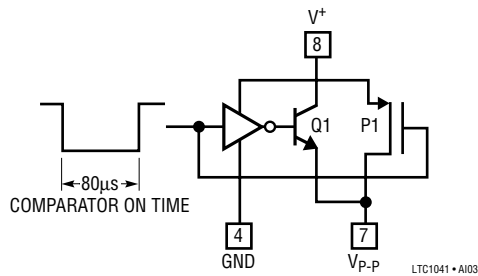 V+
8
Q1
P1
80µs
COMPARATOR ON TIME
4
GND
7
VP-P
LTC1041 • AI03